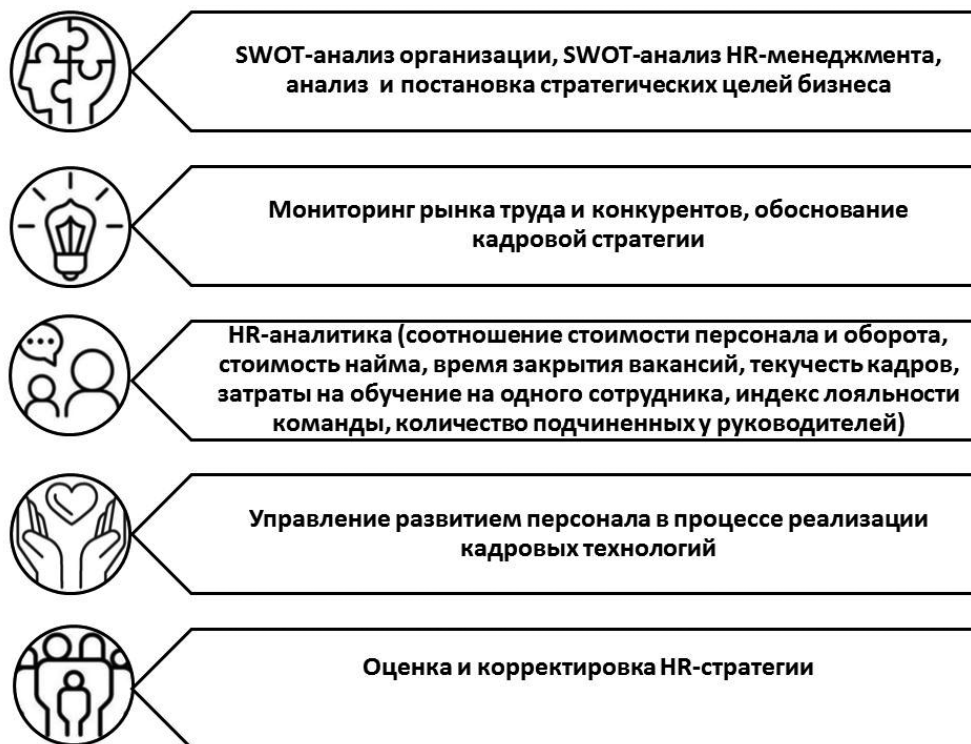 SWOT-анализ организации, SWOT-анализ HR-менеджмента,
анализ и постановка стратегических целей бизнеса
Мониторинг рынка труда и конкурентов, обоснование
кадровой стратегии
HR-аналитика (соотношение стоимости персонала и оборота,
стоимость найма, время закрытия вакансий, текучесть кадров,
затраты на обучение на одного сотрудника, индекс лояльности
команды, количество подчиненных у руководителей)
Управление развитием персонала в процессе реализации
кадровых технологий
Оценка и корректировка HR-стратегии